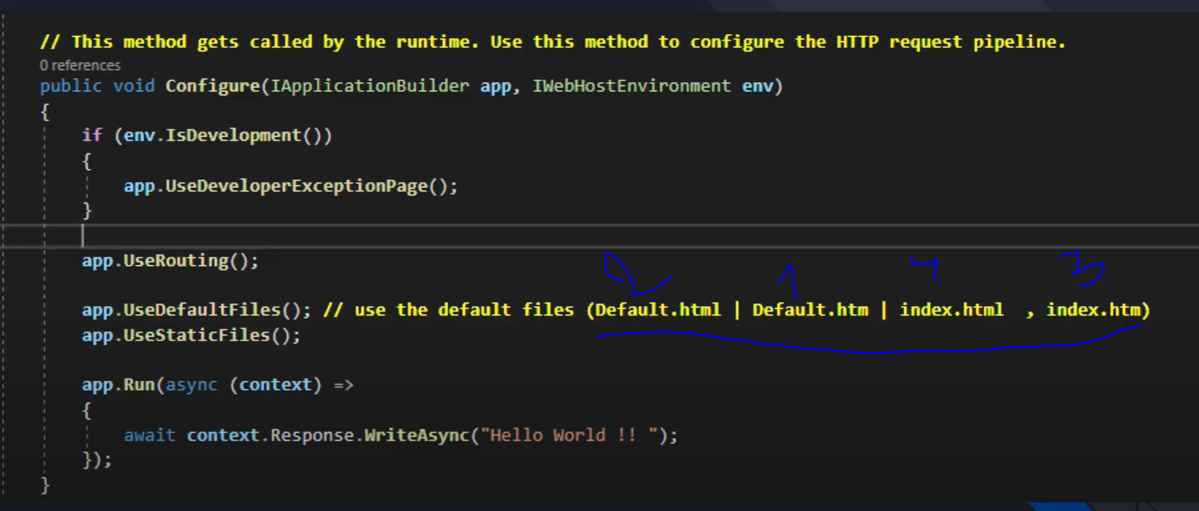 // This method gets called by the runtime. Use this method to configure the HTTP request pipeline.
0 references
public void Configure(IApplicationBuilder app, IWebHostEnvironment env)
{
if (env.IsDevelopment())
{
app.UseDeveloperExceptionPage();
}
app.UseRouting();
2 1 4 3
app.UseDefaultFiles(); // use the default files (Default.html | Default.htm | index.html , index.htm)
app.UseStaticFiles();
app.Run(async (context) =>
{
await context.Response.WriteAsync("Hello World !! ");
});
}